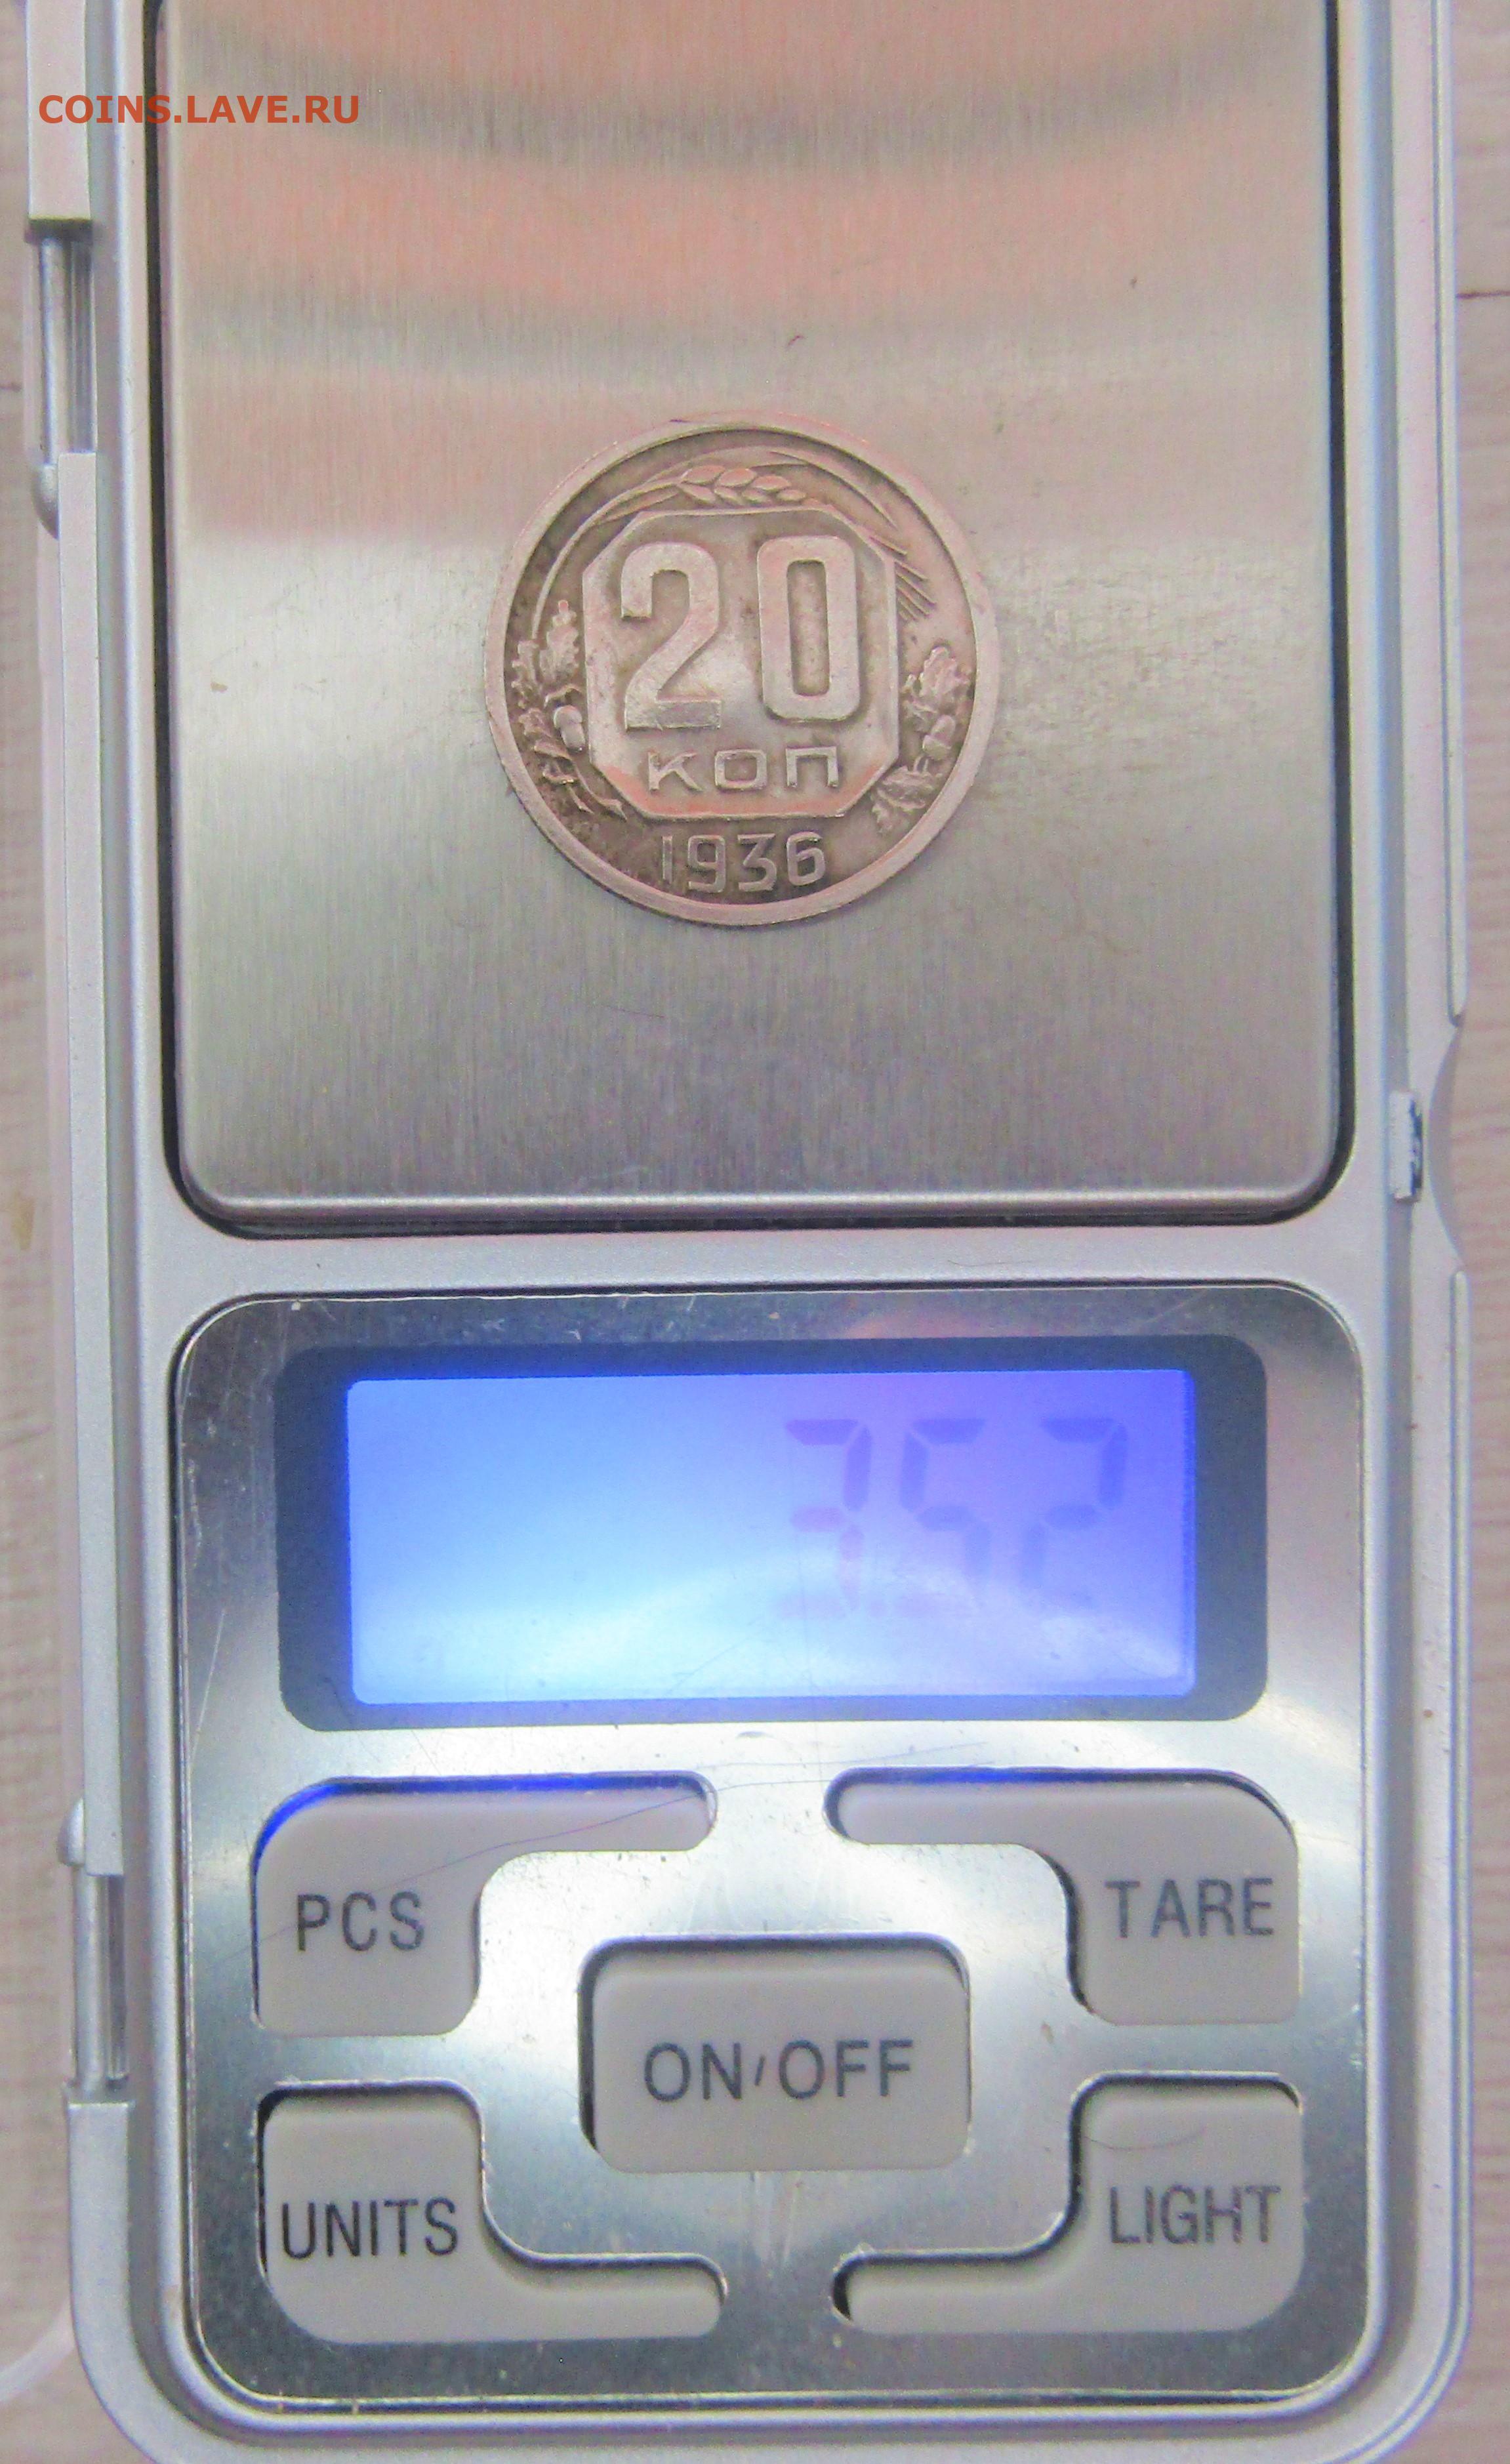 COINS.LAVE.RU
20
КОП
1936
3.52
PCS
TARE
ON/OFF
UNITS
LIGHT